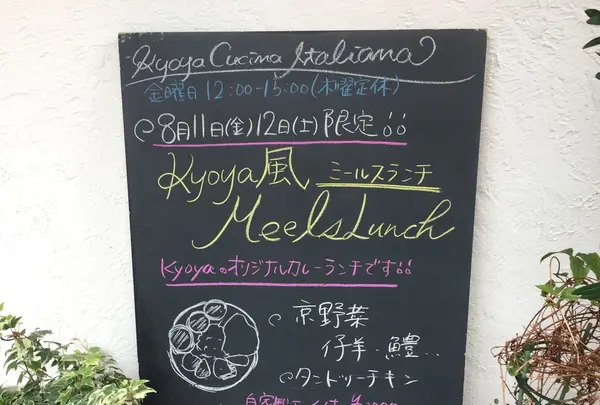 Kyoya Cucina Italiana
金曜日 12:00-15:00(木曜定休)
8月11日(金)12日(土)限定
Kyoya風 ミールスランチ
Meels Lunch
Kyoyaのオリジナルカレーランチです
京野菜
仔羊・鱧...
タンドリーチキン